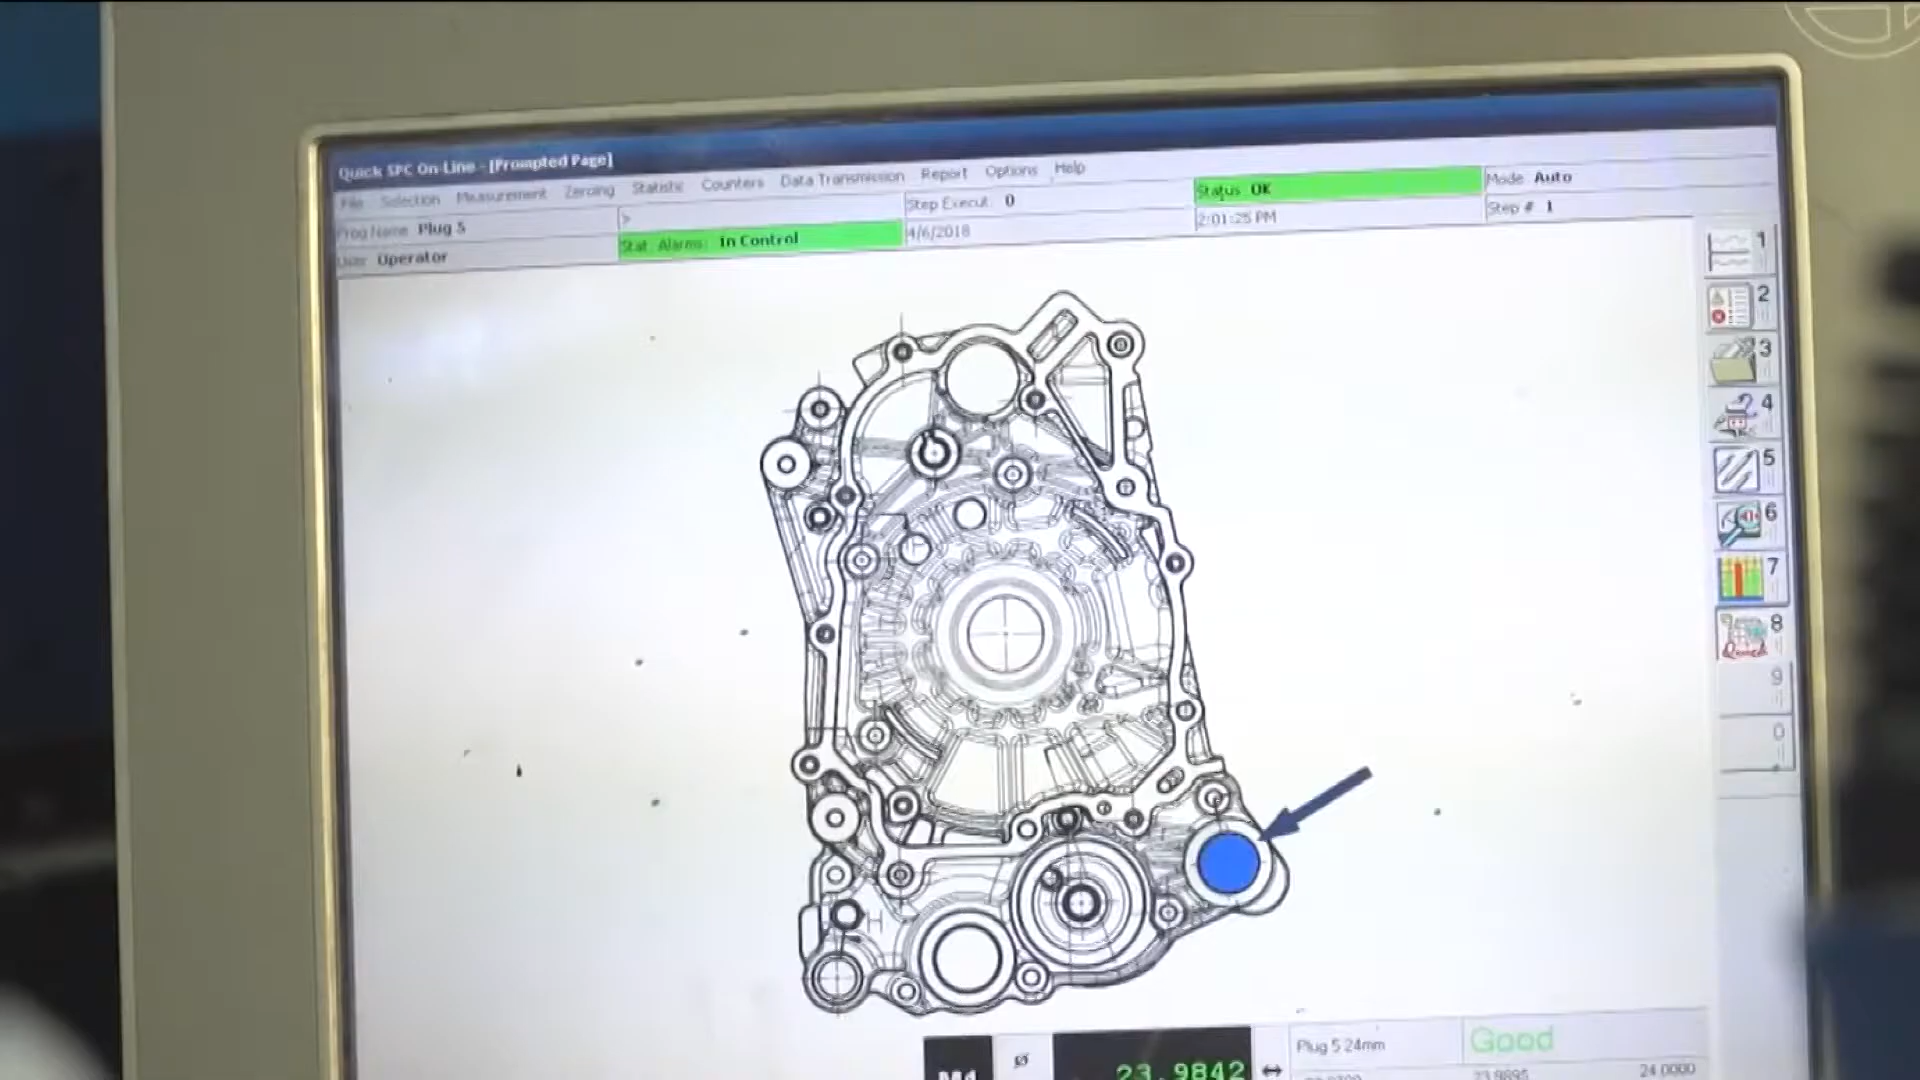 Quick SPC On-Line - [Prompted Page]
File Selection Measurement Zeroing Statistic Counters Data Transmission Report Options Help
Prog Name Plug 5
>
Step Execut. 0
Status OK
Mode Auto
User Operator
Stat. Alarms: In Control
4/6/2018
2:01:25 PM
Step # 1
1
2
3
4
5
6
7
8
9
0
H
Ø
23.9842
Plug 5 24mm
Good
23.9895
24.0000